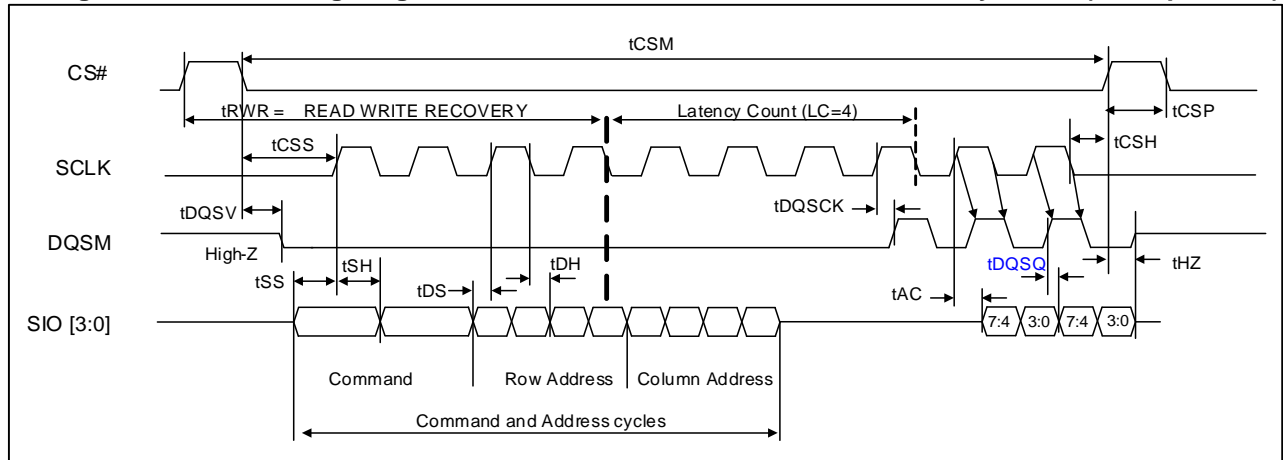 tCSM
CS#
tRWR = READ WRITE RECOVERY
Latency Count (LC=4)
tCSP
tCSS
tCSH
SCLK
tDQSV
tDQSCK
DQSM
High-Z
tSS
tSH
tDS
tDH
tDQSQ
tHZ
tAC
SIO [3:0]
7:4 3:0 7:4 3:0
Command
Row Address
Column Address
Command and Address cycles